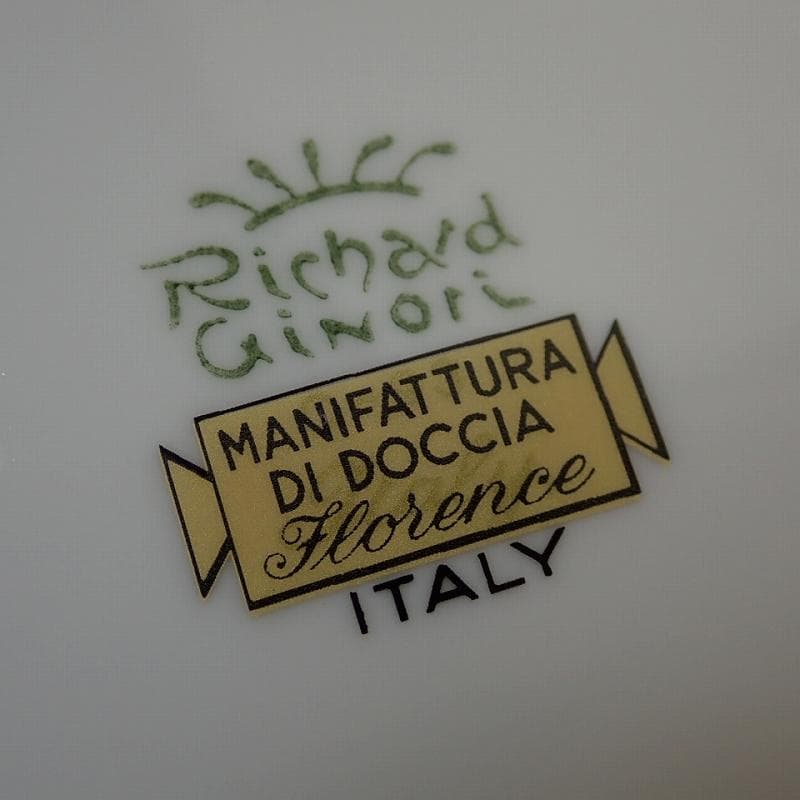 Richard
Ginori
MANIFATTURA
DI DOCCIA
Florence
ITALY